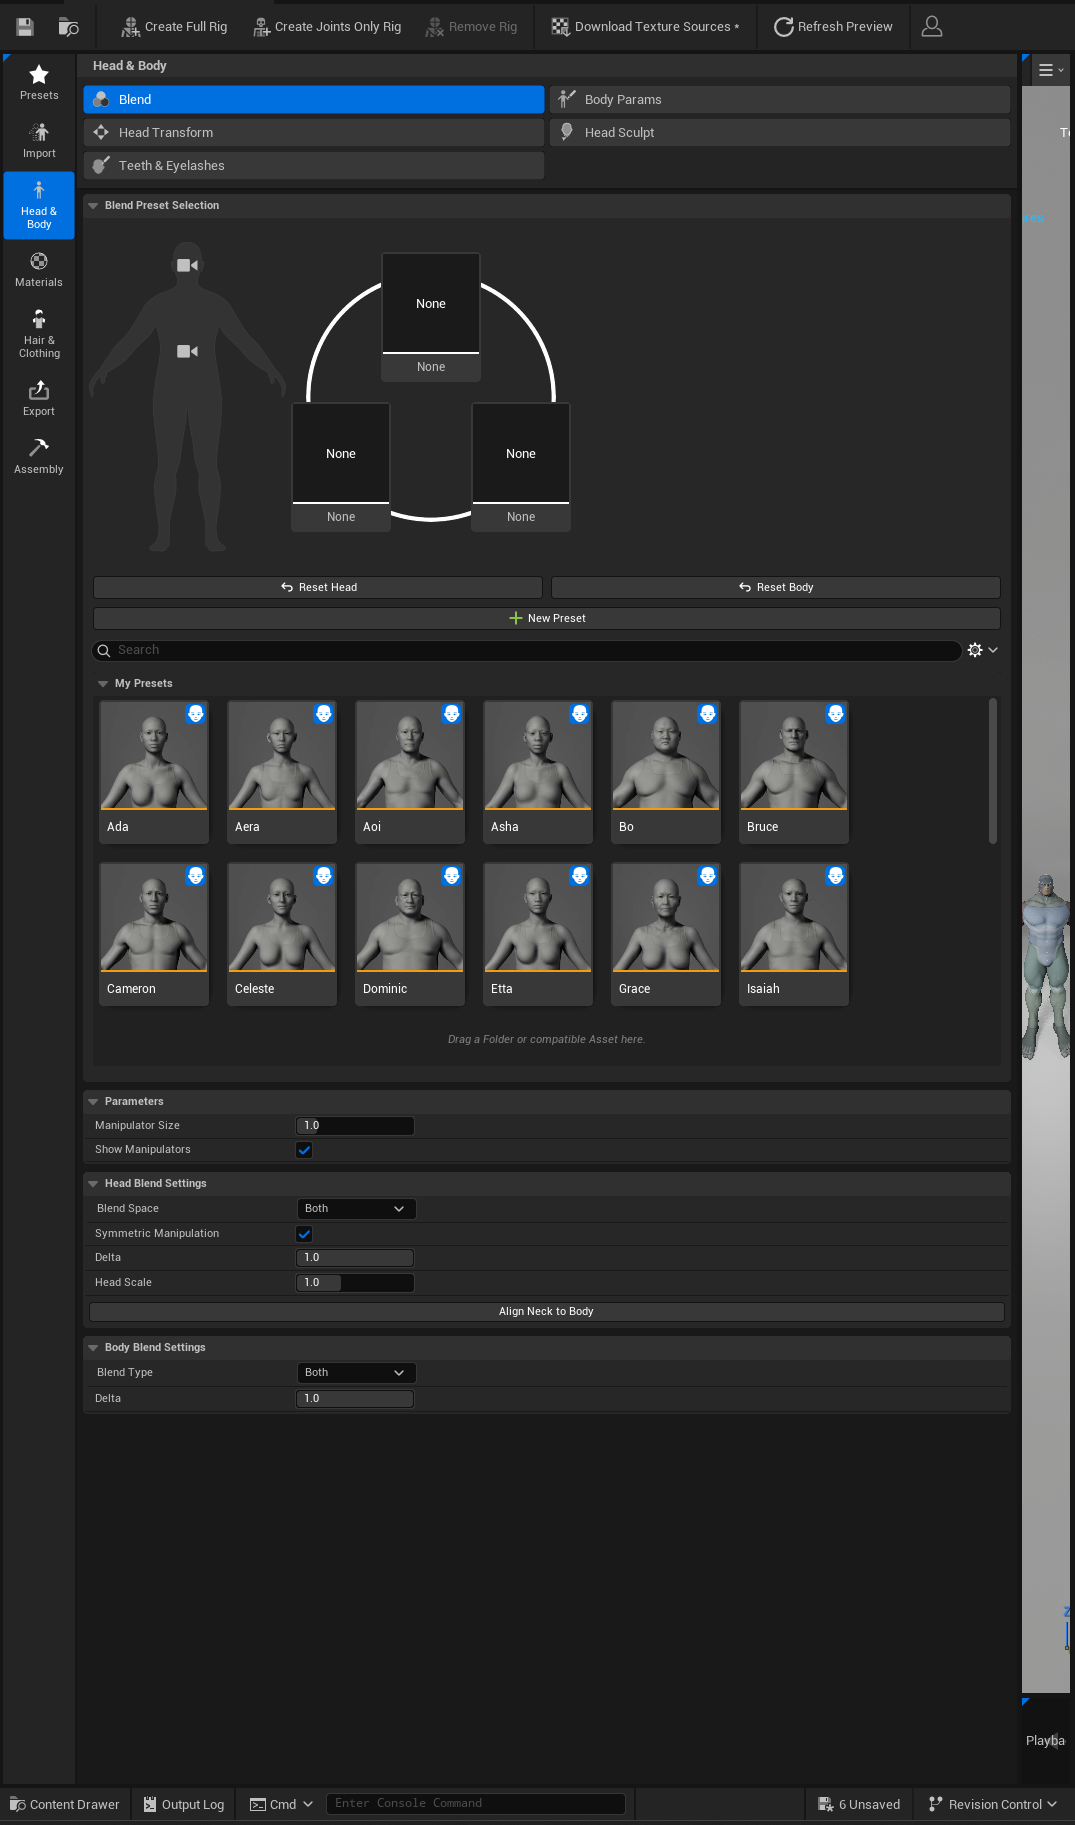 Create Full Rig
Create Joints Only Rig
Remove Rig
Download Texture Sources *
Refresh Preview
Presets
Import
Head &
Body
Materials
Hair &
Clothing
Export
Assembly
Head & Body
Blend
Body Params
Head Transform
Head Sculpt
Teeth & Eyelashes
Blend Preset Selection
None
None
None
None
None
None
Reset Head
Reset Body
New Preset
Search
My Presets
Ada
Aera
Aoi
Asha
Bo
Bruce
Cameron
Celeste
Dominic
Etta
Grace
Isaiah
Drag a Folder or compatible Asset here.
Parameters
Manipulator Size
1.0
Show Manipulators
Head Blend Settings
Blend Space
Both
Symmetric Manipulation
Delta
1.0
Head Scale
1.0
Align Neck to Body
Body Blend Settings
Blend Type
Both
Delta
1.0
Z
Playba
Content Drawer
Output Log
Cmd
Enter Console Command
6 Unsaved
Revision Control